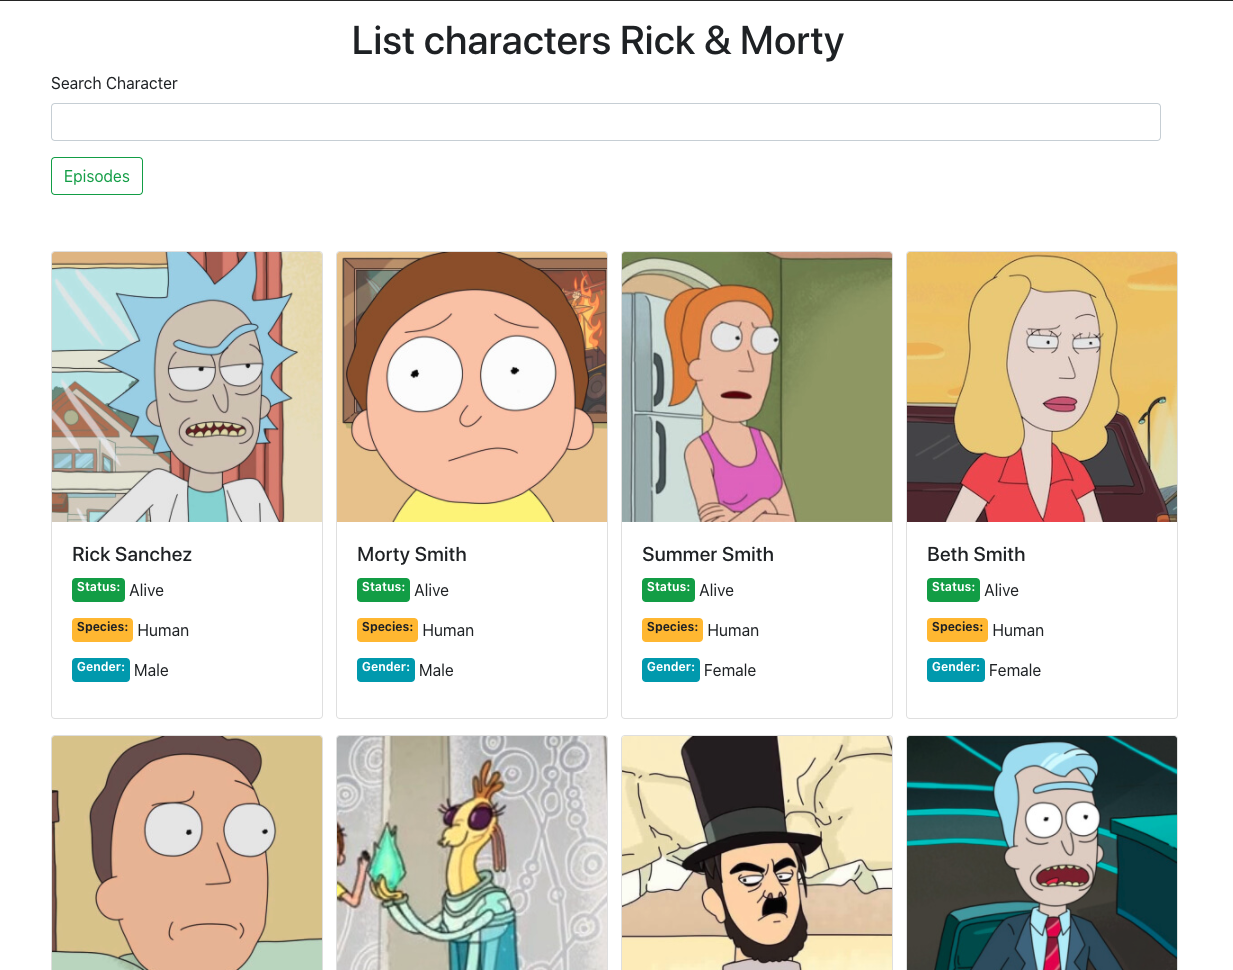 List characters Rick & Morty
Search Character
Episodes
Rick Sanchez
Status: Alive
Species: Human
Gender: Male
Morty Smith
Status: Alive
Species: Human
Gender: Male
Summer Smith
Status: Alive
Species: Human
Gender: Female
Beth Smith
Status: Alive
Species: Human
Gender: Female